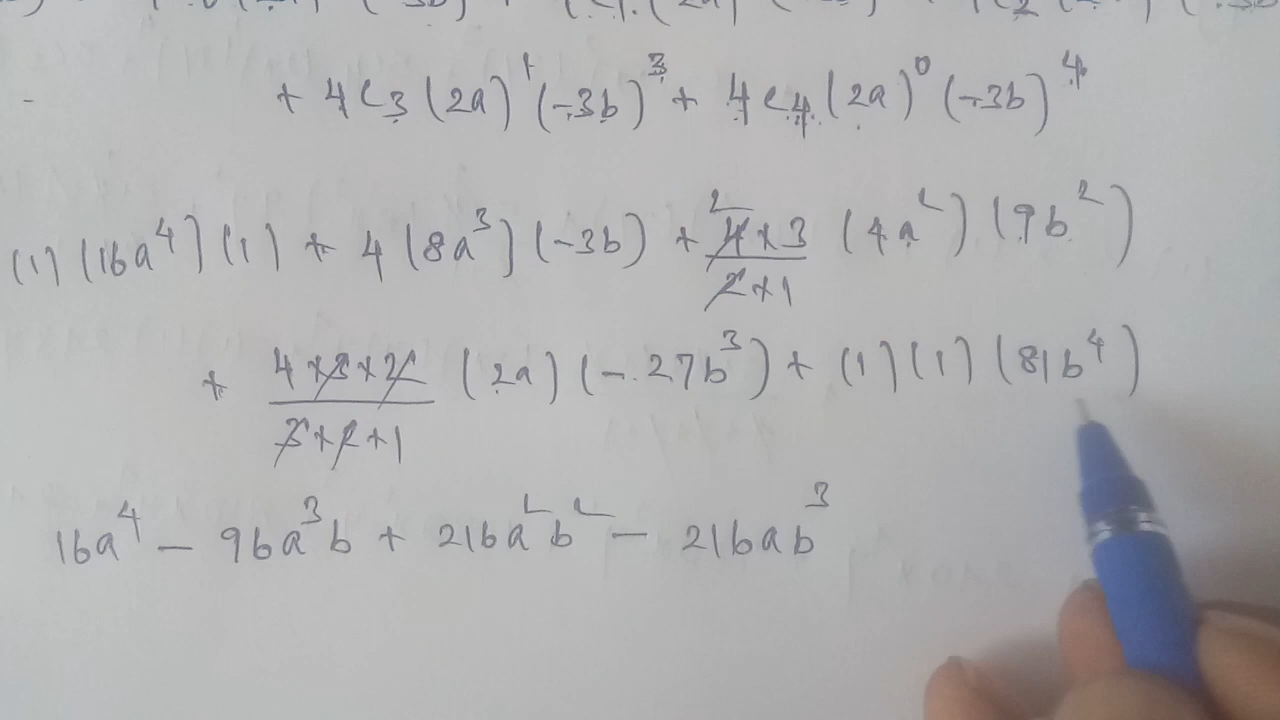 + 4C3 (2a)^1 (-3b)^3 + 4C4 (2a)^0 (-3b)^4
(1) (16a^4) (1) + 4 (8a^3) (-3b) + 2 4×3/2×1 (4a^2) (9b^2)
+ 4×3×2/3×2×1 (2a) (-27b^3) + (1) (1) (81b^4)
16a^4 - 96a^3b + 216a^2b^2 - 216ab^3